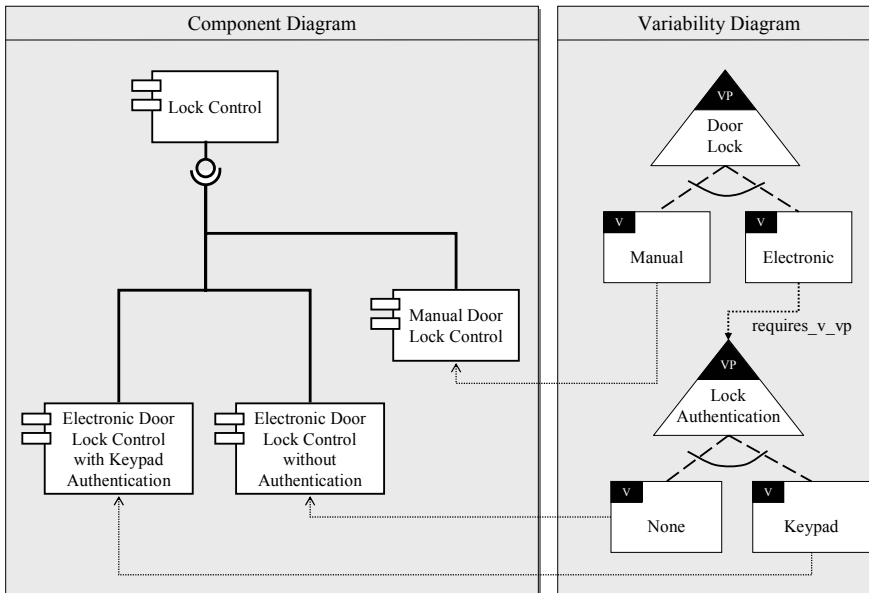 Component Diagram
Lock Control
Manual Door
Lock Control
Electronic Door
Lock Control
with Keypad
Authentication
Electronic Door
Lock Control
without
Authentication
Variability Diagram
VP
Door
Lock
V
Manual
V
Electronic
requires_v_vp
VP
Lock
Authentication
V
None
V
Keypad